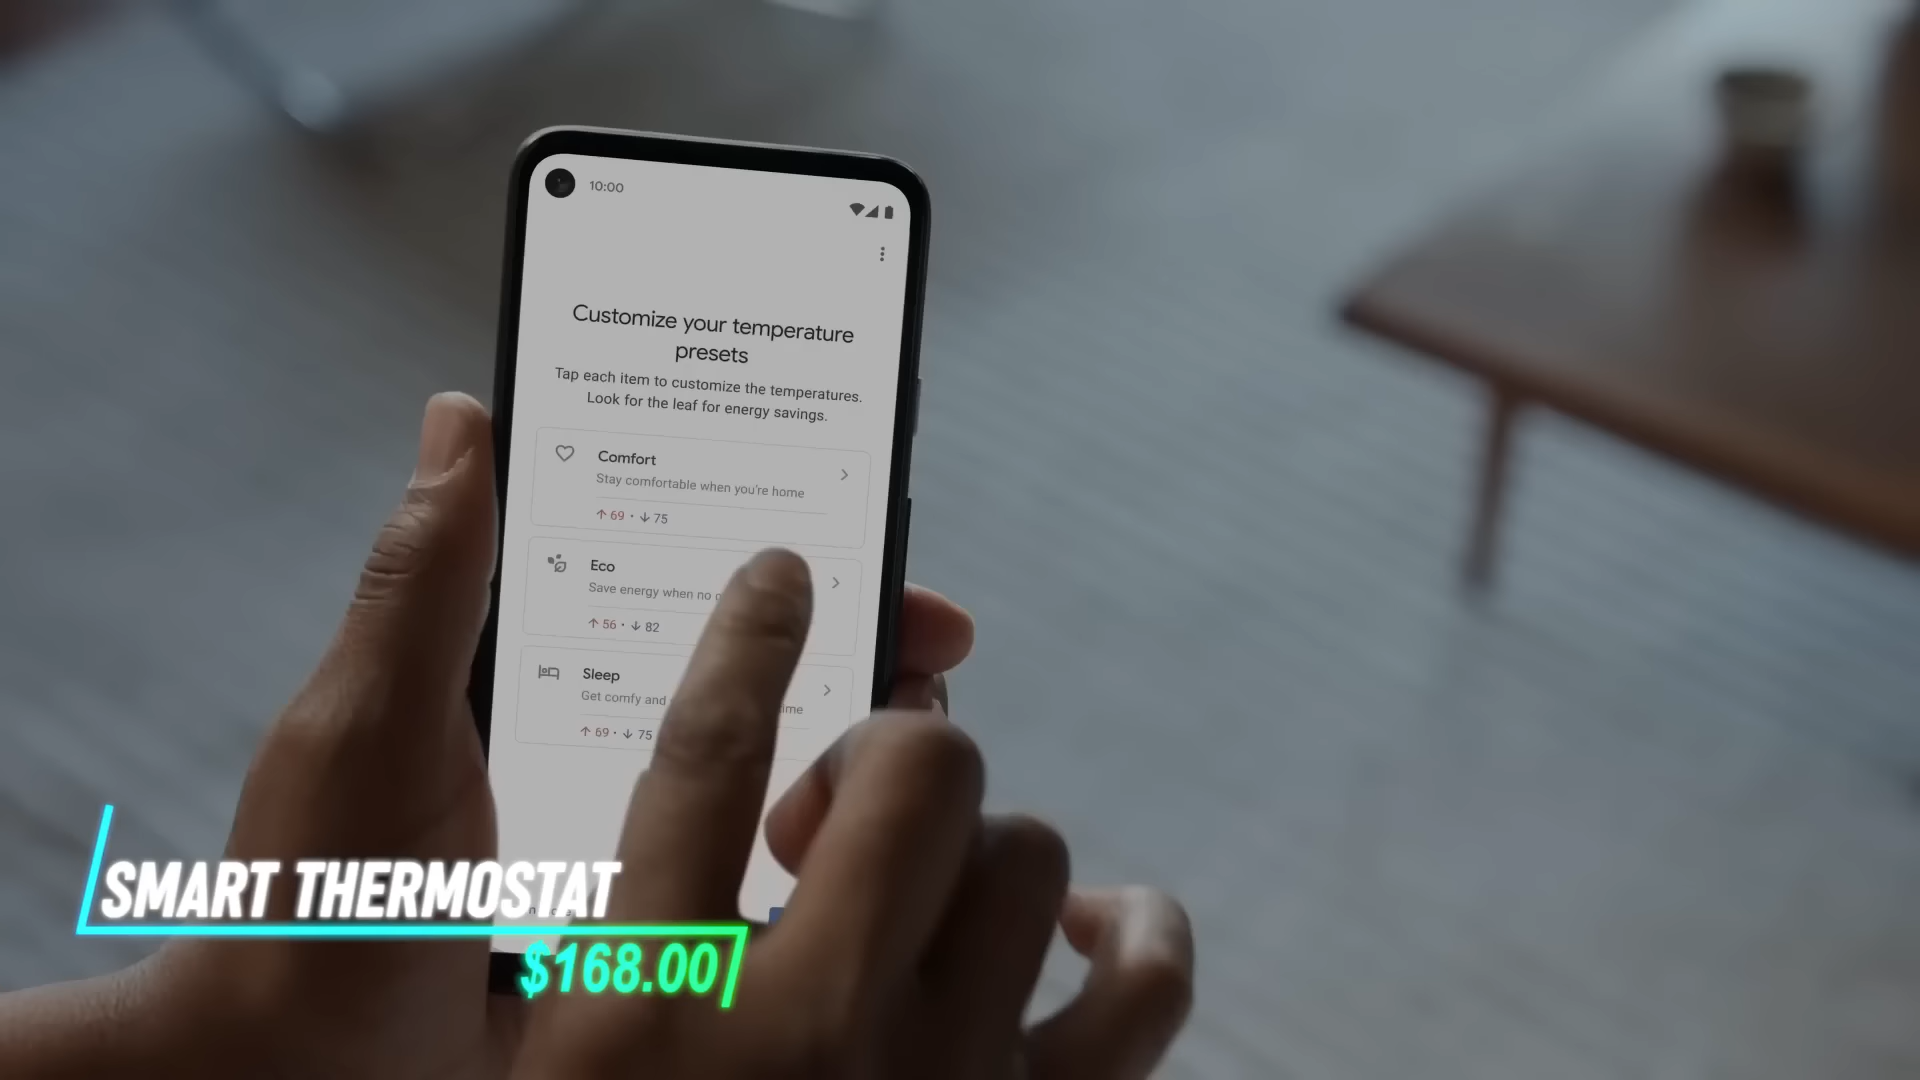 10:00
Customize your temperature
presets
Tap each item to customize the temperatures.
Look for the leaf for energy savings.
Comfort
Stay comfortable when you're home
↑ 69 · ↓ 75
Eco
Save energy when no
↑ 56 · ↓ 82
Sleep
Get comfy and
↑ 69 · ↓ 75
SMART THERMOSTAT
$168.00